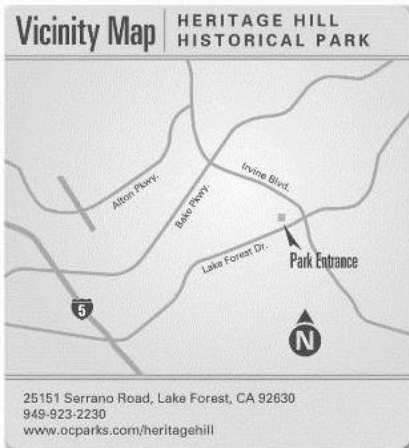 Vicinity Map
HERITAGE HILL
HISTORICAL PARK
Alton Pkwy.
Bake Pkwy.
Irvine Blvd.
Lake Forest Dr.
Park Entrance
5
N
25151 Serrano Road, Lake Forest, CA 92630
949-923-2230
www.ocparks.com/heritagehill